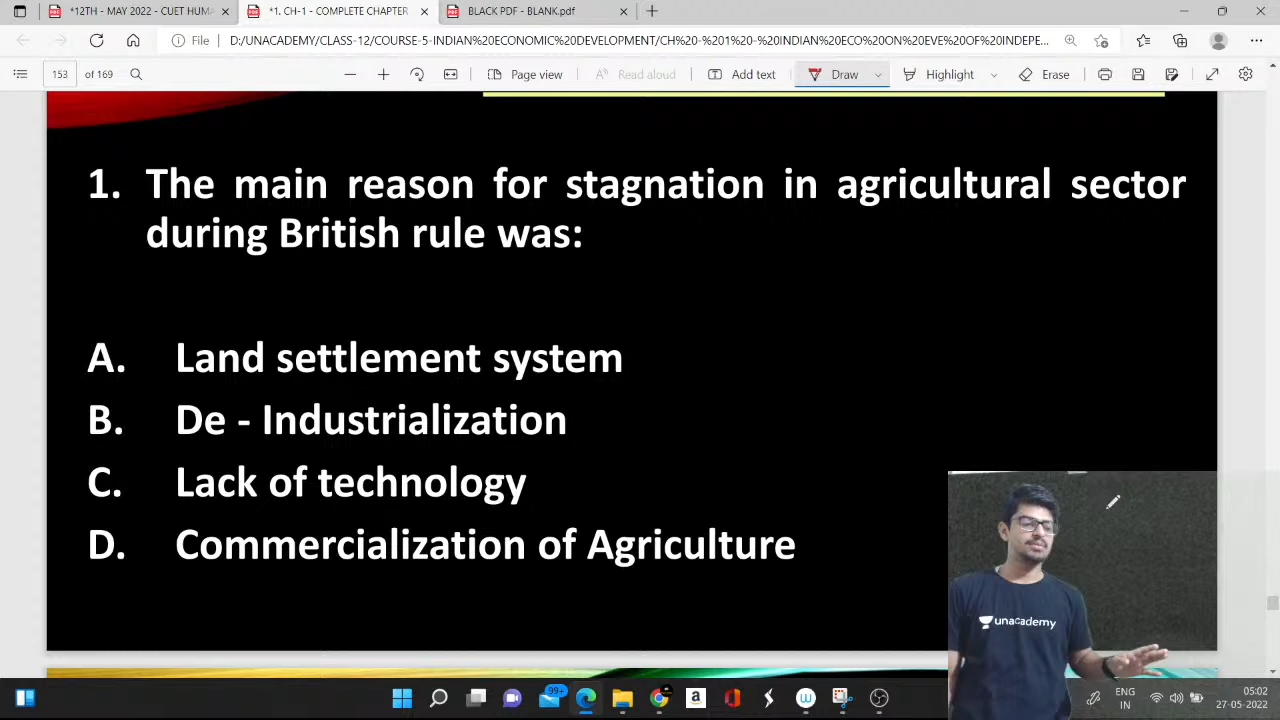 *12TH - MAY 2022 - CUET HUMA
*1. CH-1 - COMPLETE CHAPTER
BLACK PDF - BLANK.pdf
File
D:/UNACADEMY/CLASS-12/COURSE-5-INDIAN%20ECONOMIC%20DEVELOPMENT/CH%20-%201%20-%20INDIAN%20ECO%20ON%20EVE%20OF%20INDEPE...
153 of 169
Page view
Read aloud
Add text
Draw
Highlight
Erase
1. The main reason for stagnation in agricultural sector
during British rule was:
A. Land settlement system
B. De - Industrialization
C. Lack of technology
D. Commercialization of Agriculture
unacademy
99+
ENG
IN
05:02
27-05-2022